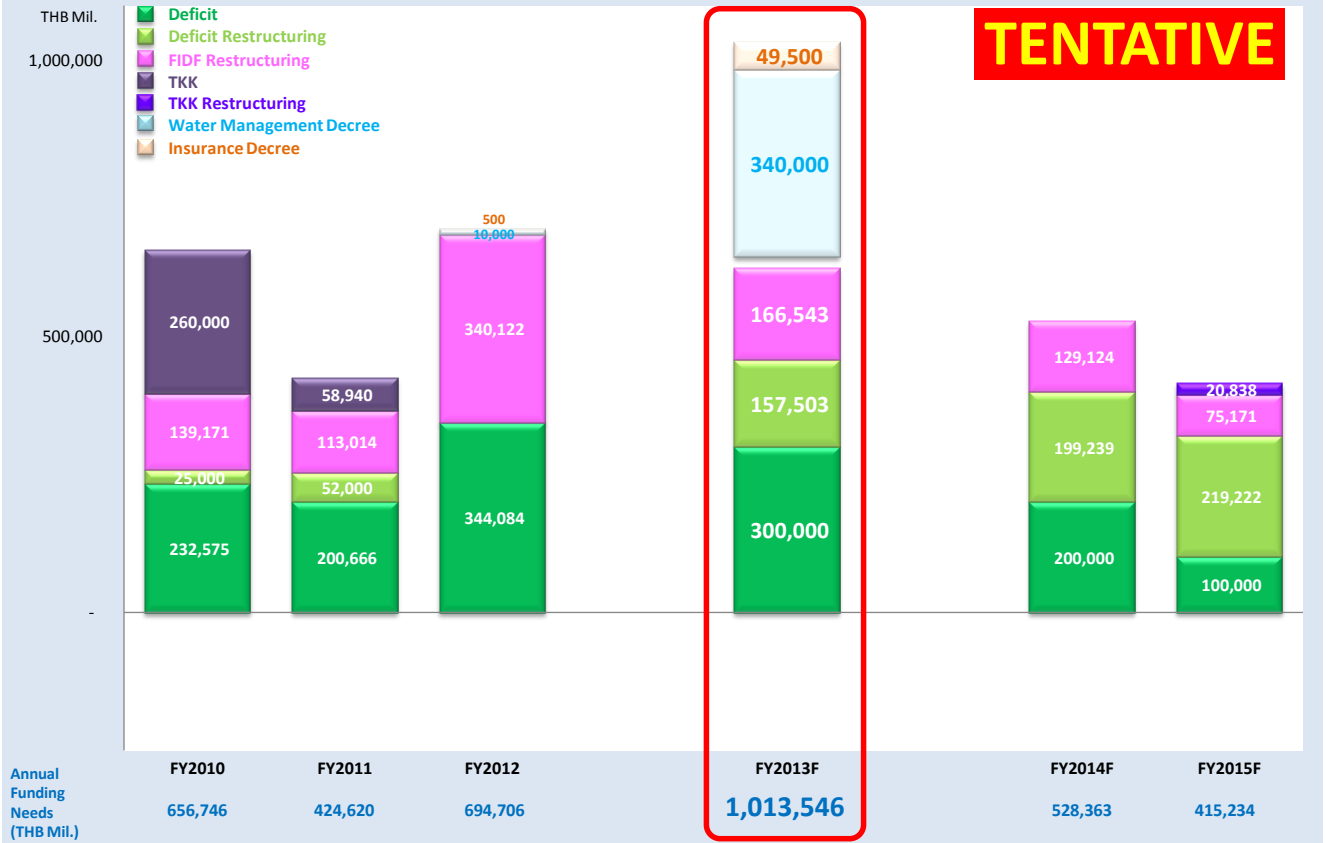 THB Mil.
1,000,000
500,000
-
Deficit
Deficit Restructuring
FIDF Restructuring
TKK
TKK Restructuring
Water Management Decree
Insurance Decree
TENTATIVE
260,000
139,171
25,000
232,575
58,940
113,014
52,000
200,666
500
10,000
340,122
344,084
49,500
340,000
166,543
157,503
300,000
129,124
199,239
200,000
20,838
75,171
219,222
100,000
FY2010 FY2011 FY2012 FY2013F FY2014F FY2015F
Annual
Funding
Needs
(THB Mil.)
656,746 424,620 694,706 1,013,546 528,363 415,234